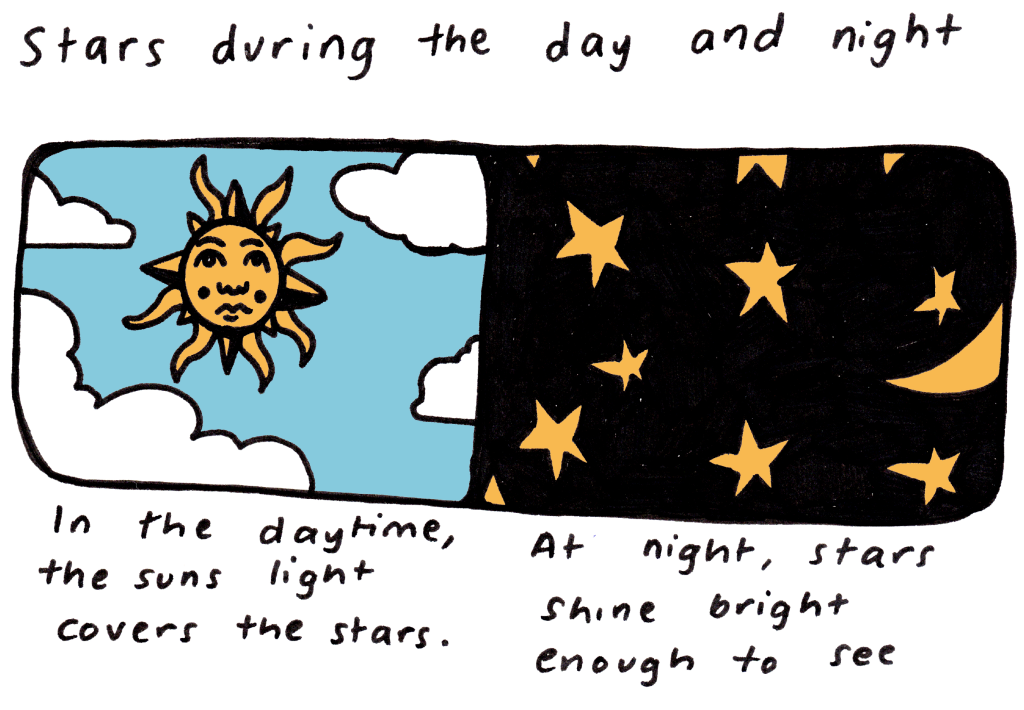 Stars during the day and night
In the daytime,
the suns light
covers the stars.
At night, stars
shine bright
enough to see